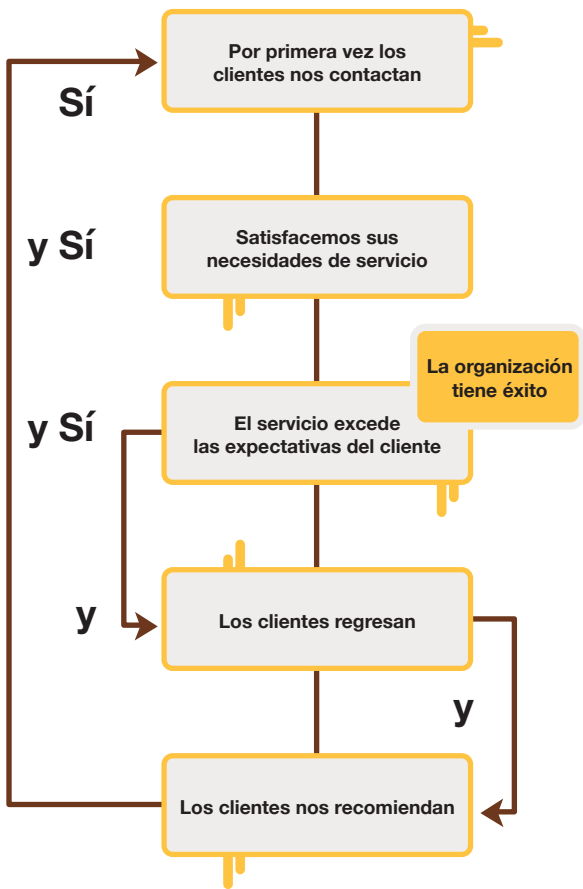 Por primera vez los
clientes nos contactan
Sí
y Sí
Satisfacemos sus
necesidades de servicio
La organización
tiene éxito
y Sí
El servicio excede
las expectativas del cliente
y
Los clientes regresan
y
Los clientes nos recomiendan